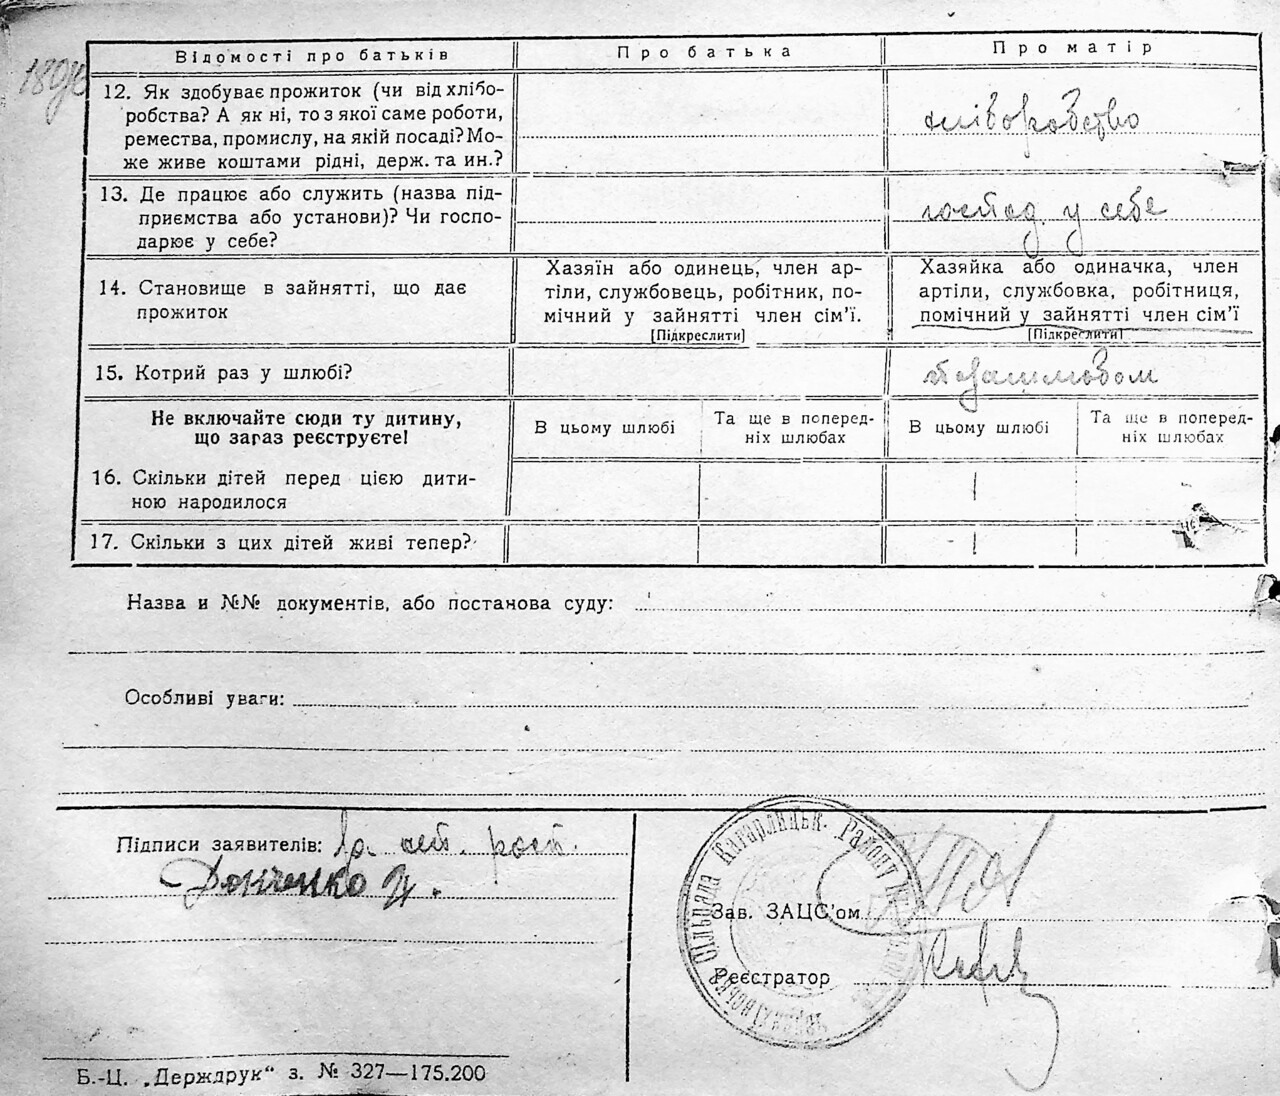 Відомості про батьків
Про батька
Про матір
12. Як здобуває прожиток (чи від хлібо-
робства? А як ні, то з якої саме роботи,
ремества, промислу, на якій посаді? Мо-
же живе коштами рідні, держ. та ин.?
хліборобство
13. Де працює або служить (назва під-
приємства або установи)? Чи госпо-
дарює у себе?
господ. у себе
14. Становище в зайнятті, що дає
прожиток
Хазяїн або одинець, член ар-
тіли, службовець, робітник, по-
мічний у зайнятті член сім'ї.
[Підкреслити]
Хазяйка або одиначка, член
артіли, службовка, робітниця,
помічний у зайнятті член сім'ї
[Підкреслити]
15. Котрий раз у шлюбі?
позашлюбом
Не включайте сюди ту дитину,
що загаз реєструєте!
В цьому шлюбі
Та ще в поперед-
ніх шлюбах
В цьому шлюбі
Та ще в поперед-
ніх шлюбах
16. Скільки дітей перед цією дити-
ною народилося
17. Скільки з цих дітей живі тепер?
Назва и №№ документів, або постанова суду:
Особливі уваги:
Підписи заявителів:
Донченко
Зав. ЗАЦС'ом
Реєстратор
Сільрада Кагарлицьк. Району
Б.-Ц. „Держдрук“ з. № 327—175.200